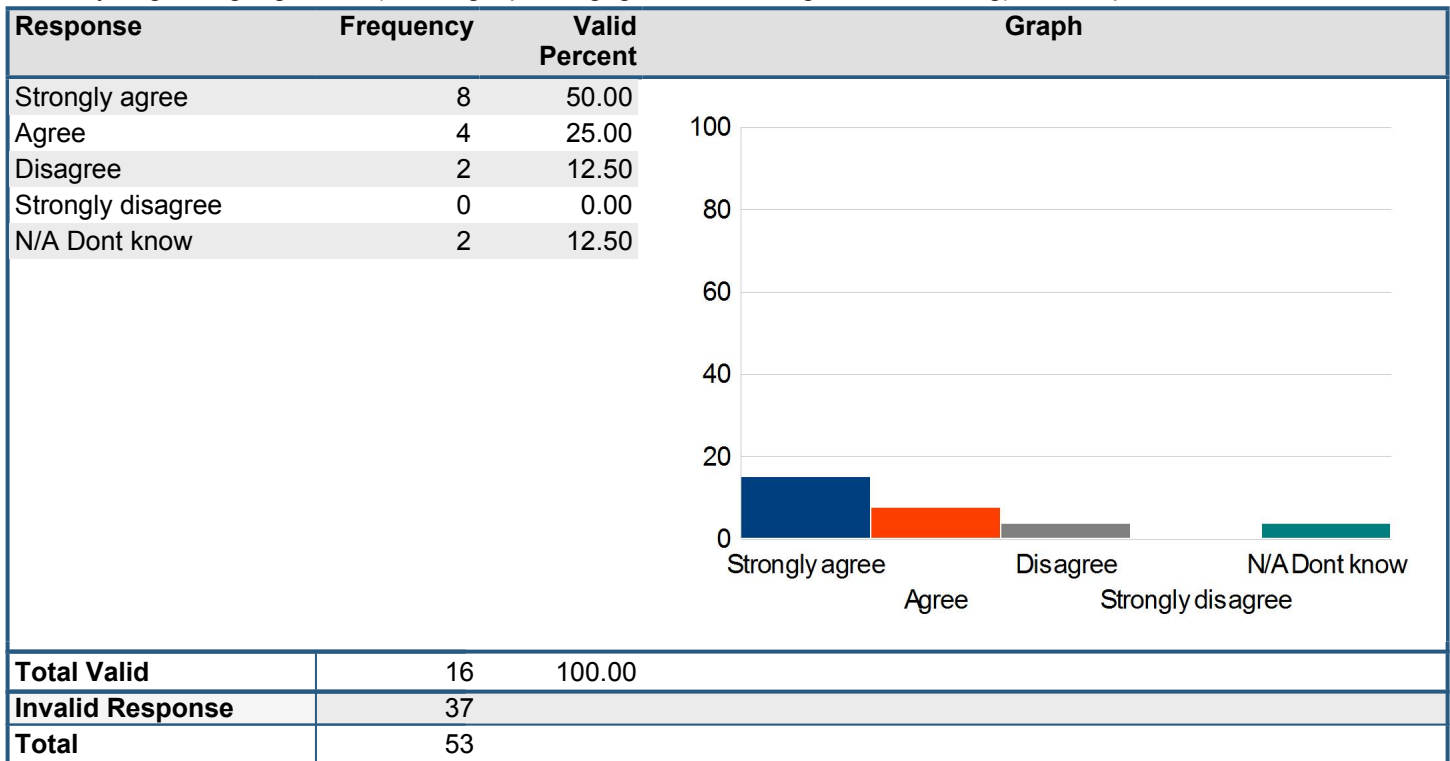 Response Frequency Valid Percent Graph
Strongly agree 8 50.00
Agree 4 25.00
Disagree 2 12.50
Strongly disagree 0 0.00
N/A Dont know 2 12.50
100
80
60
40
20
0
Strongly agree Disagree N/A Dont know
Agree Strongly disagree
Total Valid 16 100.00
Invalid Response 37
Total 53